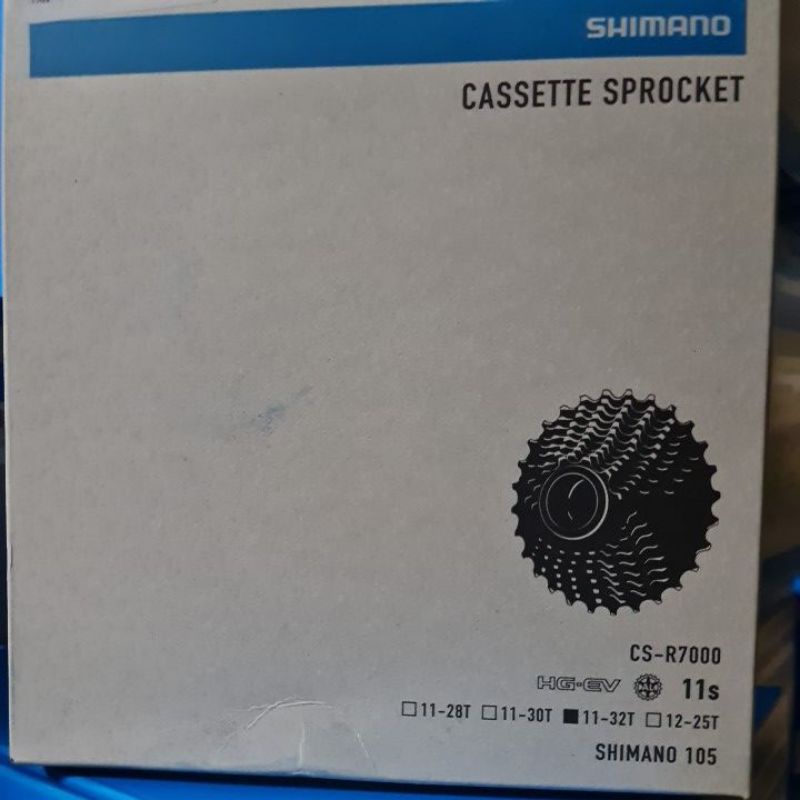 SHIMANO
CASSETTE SPROCKET
CS-R7000
HG-EV 11s
☐11-28T ☐11-30T ■11-32T ☐12-25T
SHIMANO 105